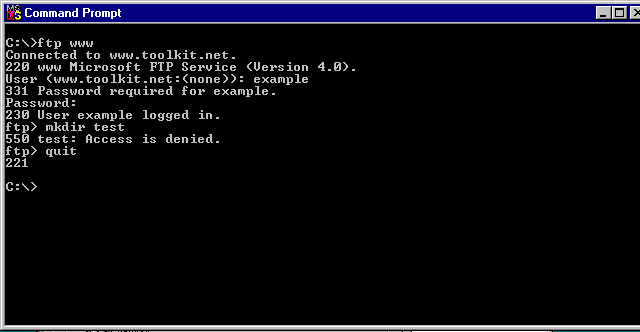 Command Prompt
C:\>ftp www
Connected to www.toolkit.net.
220 www Microsoft FTP Service (Version 4.0).
User (www.toolkit.net:(none)): example
331 Password required for example.
Password:
230 User example logged in.
ftp> mkdir test
550 test: Access is denied.
ftp> quit
221
C:\>